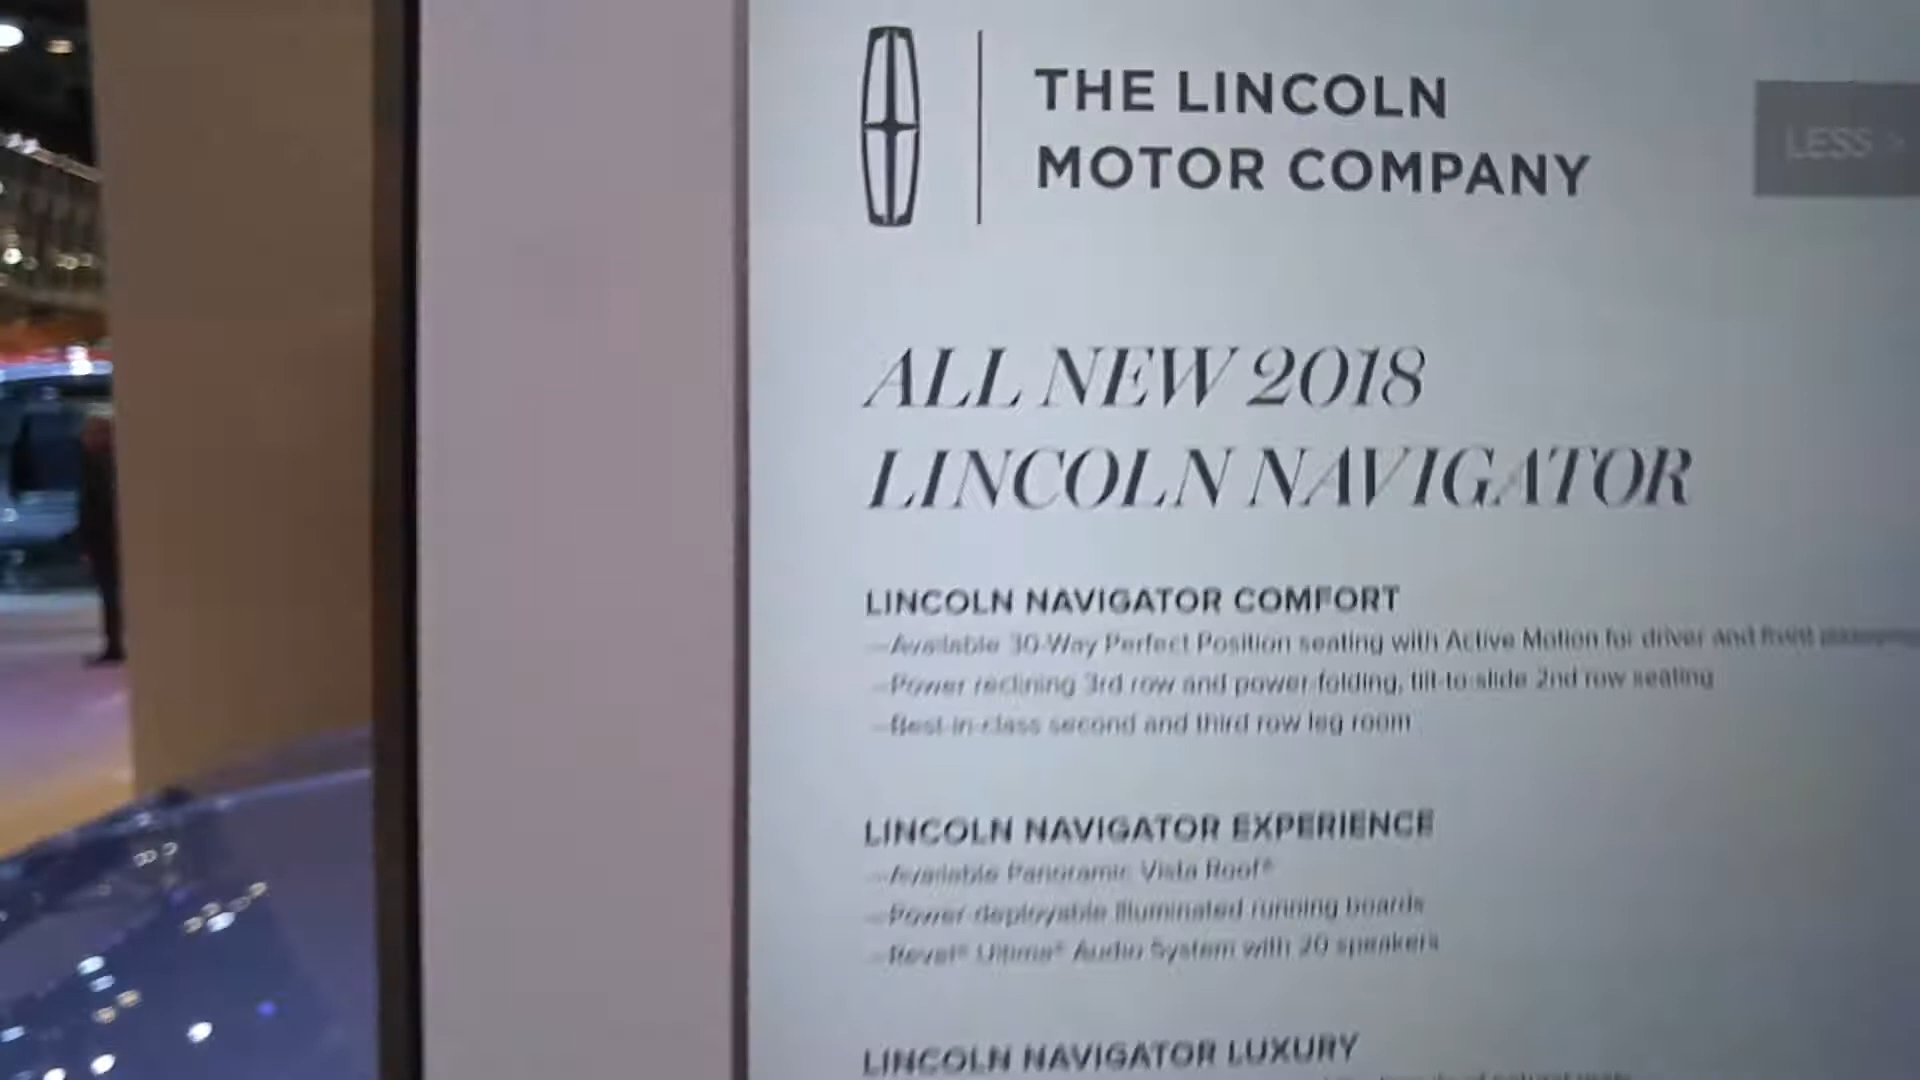 THE LINCOLN
MOTOR COMPANY
LESS >
ALL NEW 2018
LINCOLN NAVIGATOR
LINCOLN NAVIGATOR COMFORT
—Available 30-Way Perfect Position seating with Active Motion for driver and front
—Power reclining 3rd row and power-folding, tilt-to-slide 2nd row seating
—Best-in-class second and third row leg room
LINCOLN NAVIGATOR EXPERIENCE
—Available Panoramic Vista Roof®
—Power deployable illuminated running boards
—Revel® Ultima® Audio System with 20 speakers
LINCOLN NAVIGATOR LUXURY